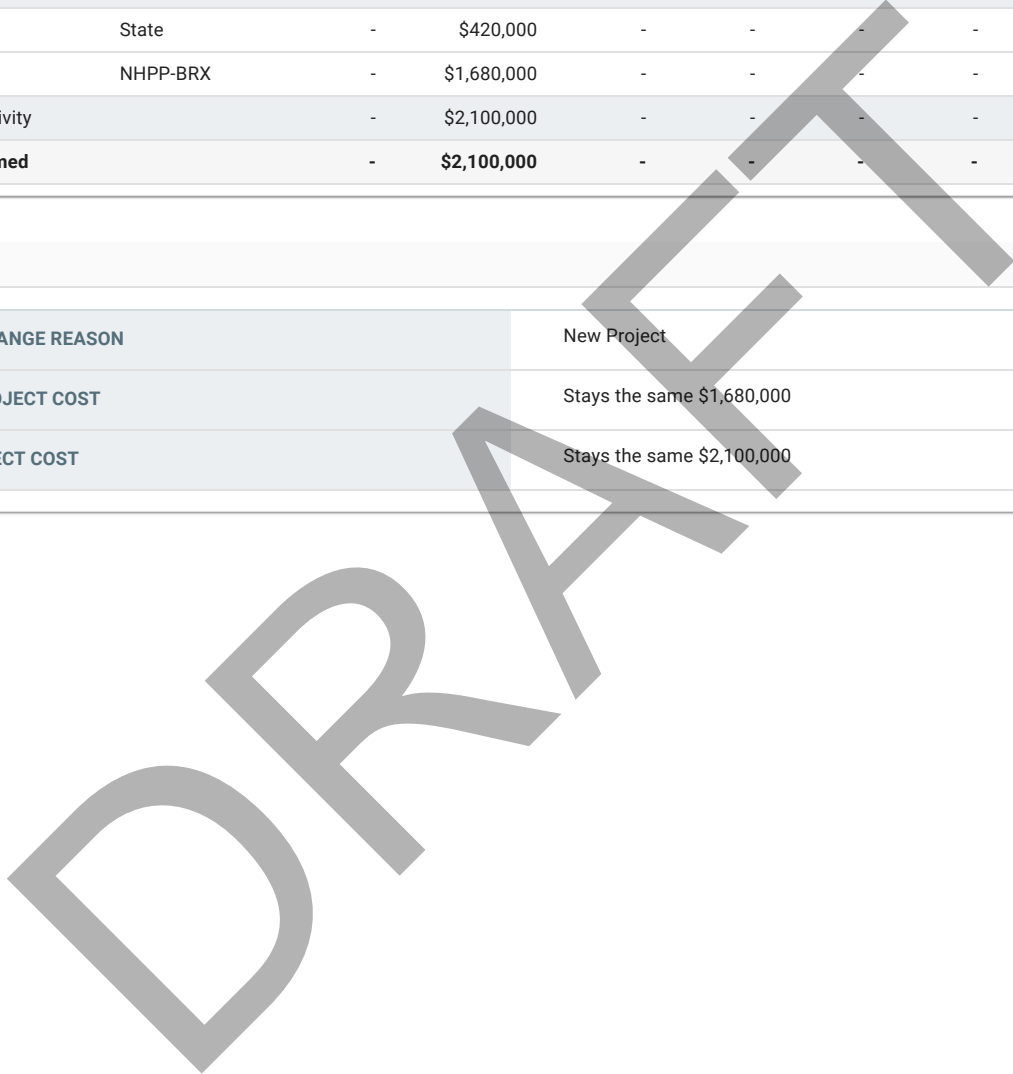 State - $420,000 - - - -
NHPP-BRX - $1,680,000 - - - -
ivity - $2,100,000 - - - -
ned - $2,100,000 - - - -
ANGE REASON New Project
JECT COST Stays the same $1,680,000
ECT COST Stays the same $2,100,000
DRAFT